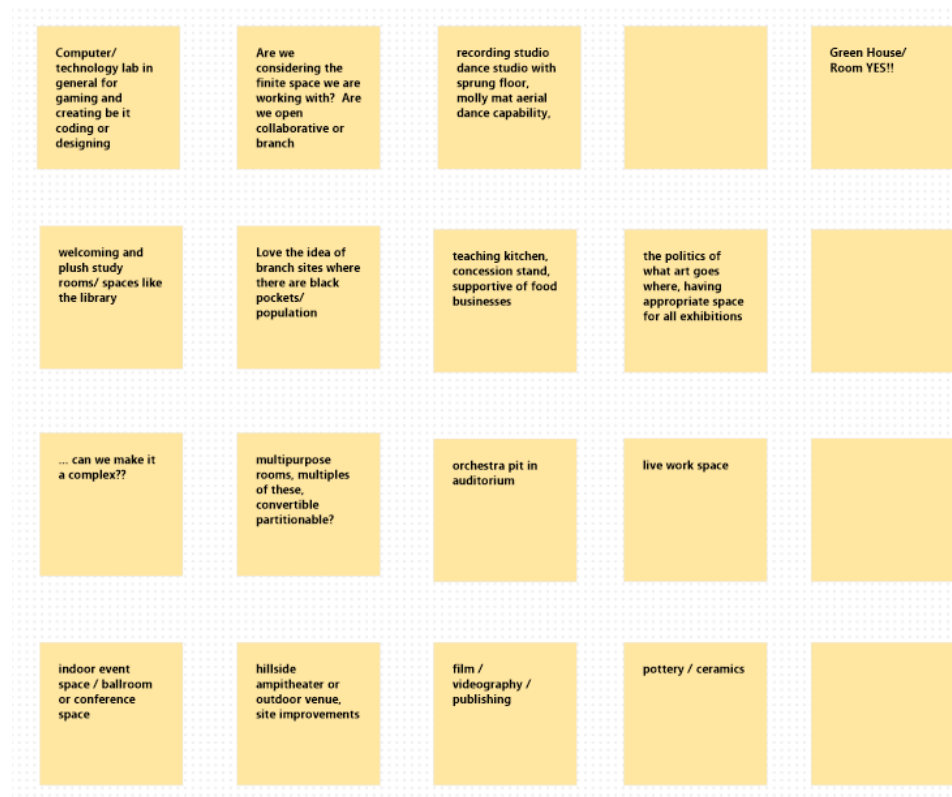 Computer/
technology lab in
general for
gaming and
creating be it
coding or
designing
Are we
considering the
finite space we are
working with?  Are
we open
collaborative or
branch
recording studio
dance studio with
sprung floor,
molly mat aerial
dance capability,
Green House/
Room YES!!
welcoming and
plush study
rooms/ spaces like
the library
Love the idea of
branch sites where
there are black
pockets/
population
teaching kitchen,
concession stand,
supportive of food
businesses
the politics of
what art goes
where, having
appropriate space
for all exhibitions
... can we make it
a complex??
multipurpose
rooms, multiples
of these,
convertible
partitionable?
orchestra pit in
auditorium
live work space
indoor event
space / ballroom
or conference
space
hillside
ampitheater or
outdoor venue,
site improvements
film /
videography /
publishing
pottery / ceramics